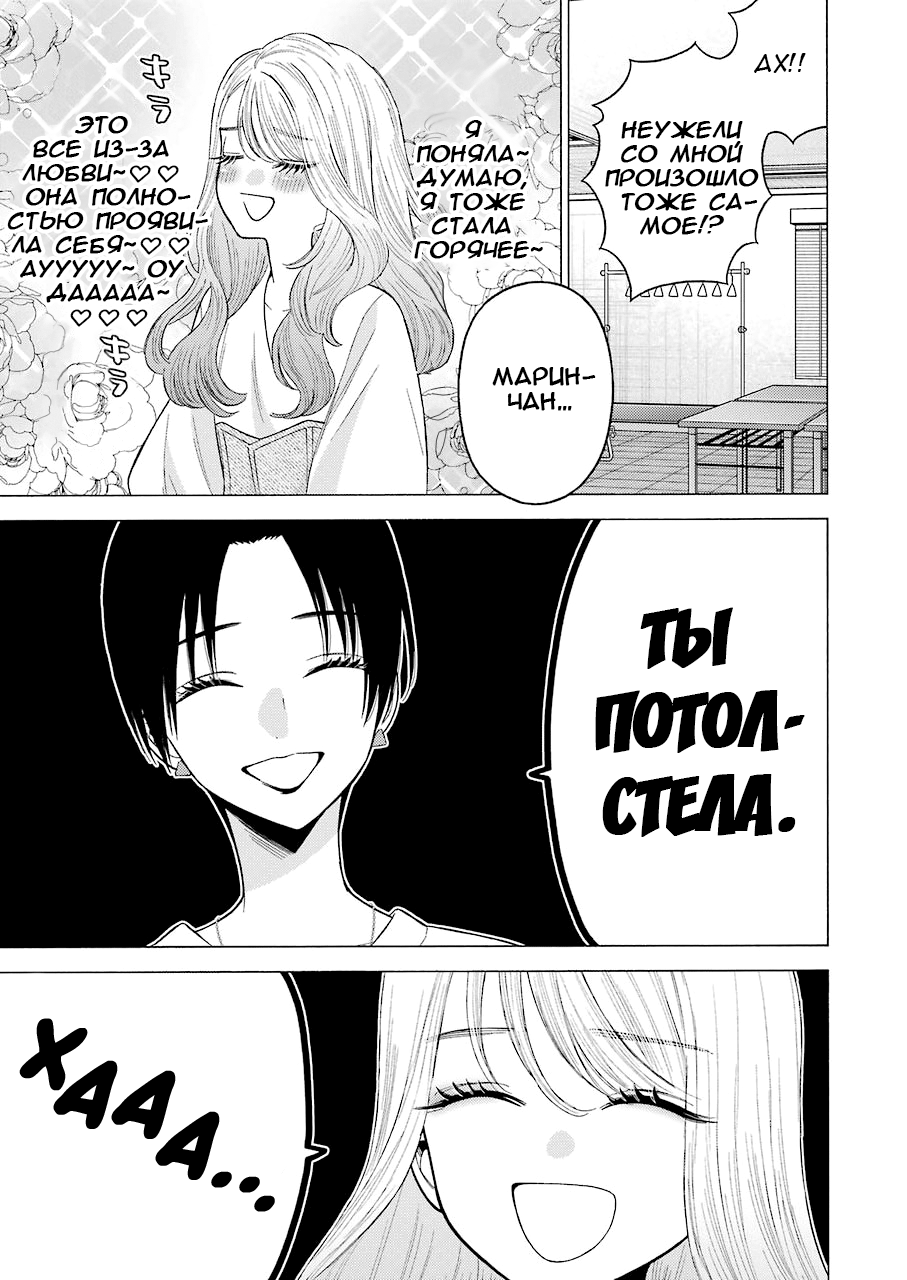 АХ!!
НЕУЖЕЛИ
СО МНОЙ
ПРОИЗОШЛО
ТОЖЕ СА-
МОЕ!?
Я
ПОНЯЛА~
ДУМАЮ,
Я ТОЖЕ
СТАЛА
ГОРЯЧЕЕ~
キラ
ЭТО
ВСЕ ИЗ-ЗА
ЛЮБВИ~♡♡
ОНА ПОЛНО-
СТЬЮ ПРОЯВИ-
ЛА СЕБЯ~♡♡
АУУУУУ~ ОУ
ДААААА~
♡♡♡
キラ
МАРИН-
ЧАН...
ТЫ
ПОТОЛ-
СТЕЛА.
ХААА...